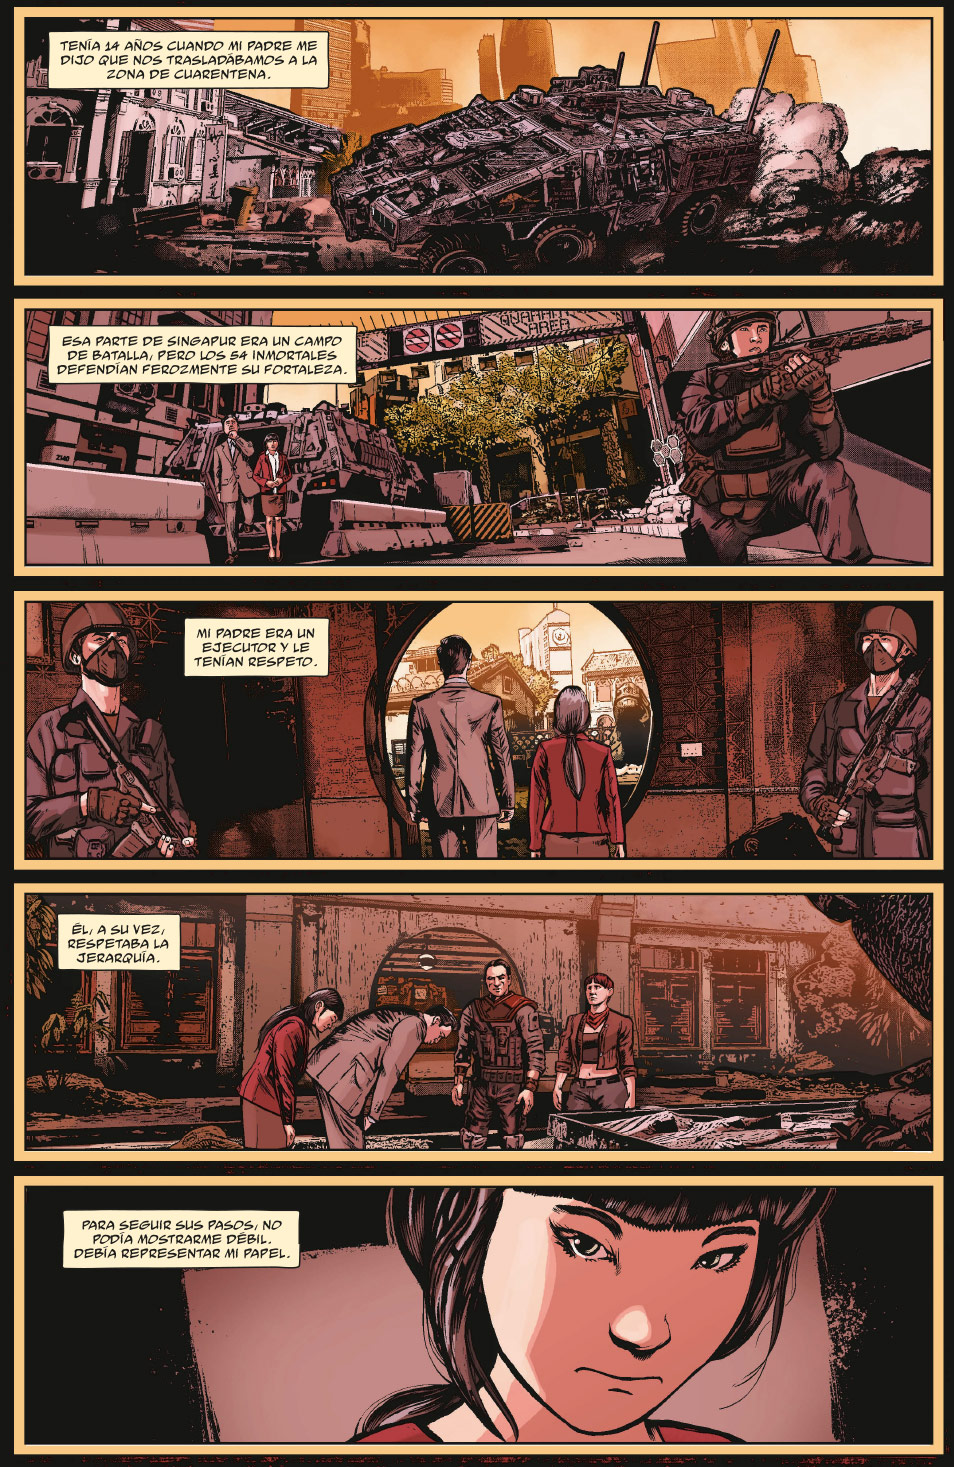 TENÍA 14 AÑOS CUANDO MI PADRE ME
DIJO QUE NOS TRASLADÁBAMOS A LA
ZONA DE CUARENTENA.
ESA PARTE DE SINGAPUR ERA UN CAMPO
DE BATALLA, PERO LOS 54 INMORTALES
DEFENDÍAN FEROZMENTE SU FORTALEZA.
AREA
2140
MI PADRE ERA UN
EJECUTOR Y LE
TENÍAN RESPETO.
ÉL, A SU VEZ,
RESPETABA LA
JERARQUÍA.
PARA SEGUIR SUS PASOS, NO
PODÍA MOSTRARME DÉBIL.
DEBÍA REPRESENTAR MI PAPEL.